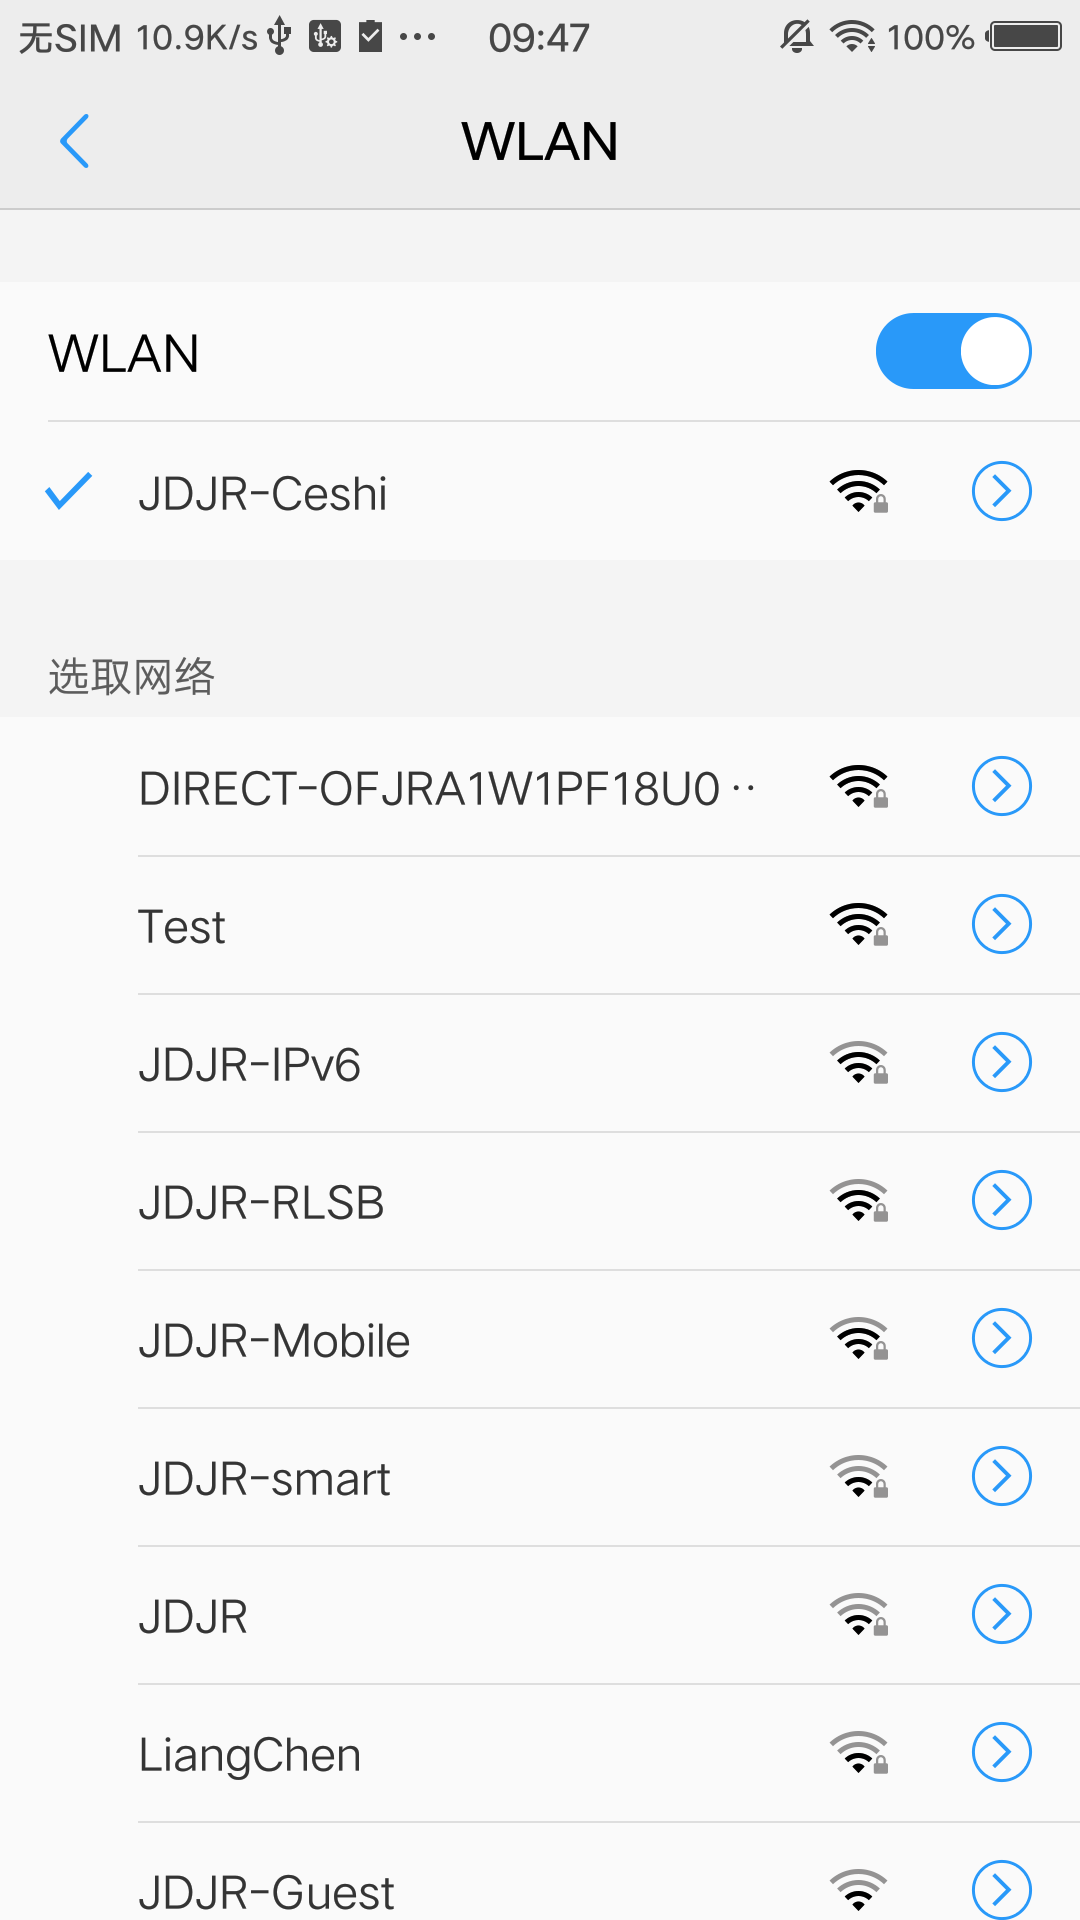 无SIM 10.9K/s 09:47 100%
WLAN
WLAN
JDJR-Ceshi
选取网络
DIRECT-OFJRA1W1PF18U0··
Test
JDJR-IPv6
JDJR-RLSB
JDJR-Mobile
JDJR-smart
JDJR
LiangChen
JDJR-Guest